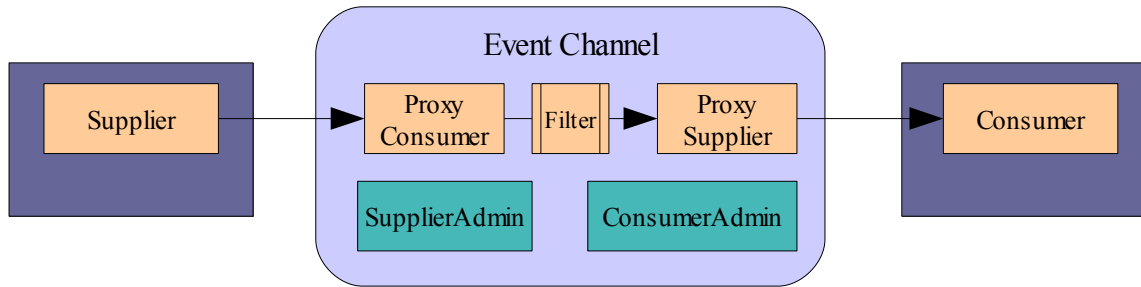 Event Channel
Supplier
Proxy
Consumer
Filter
Proxy
Supplier
Consumer
SupplierAdmin
ConsumerAdmin